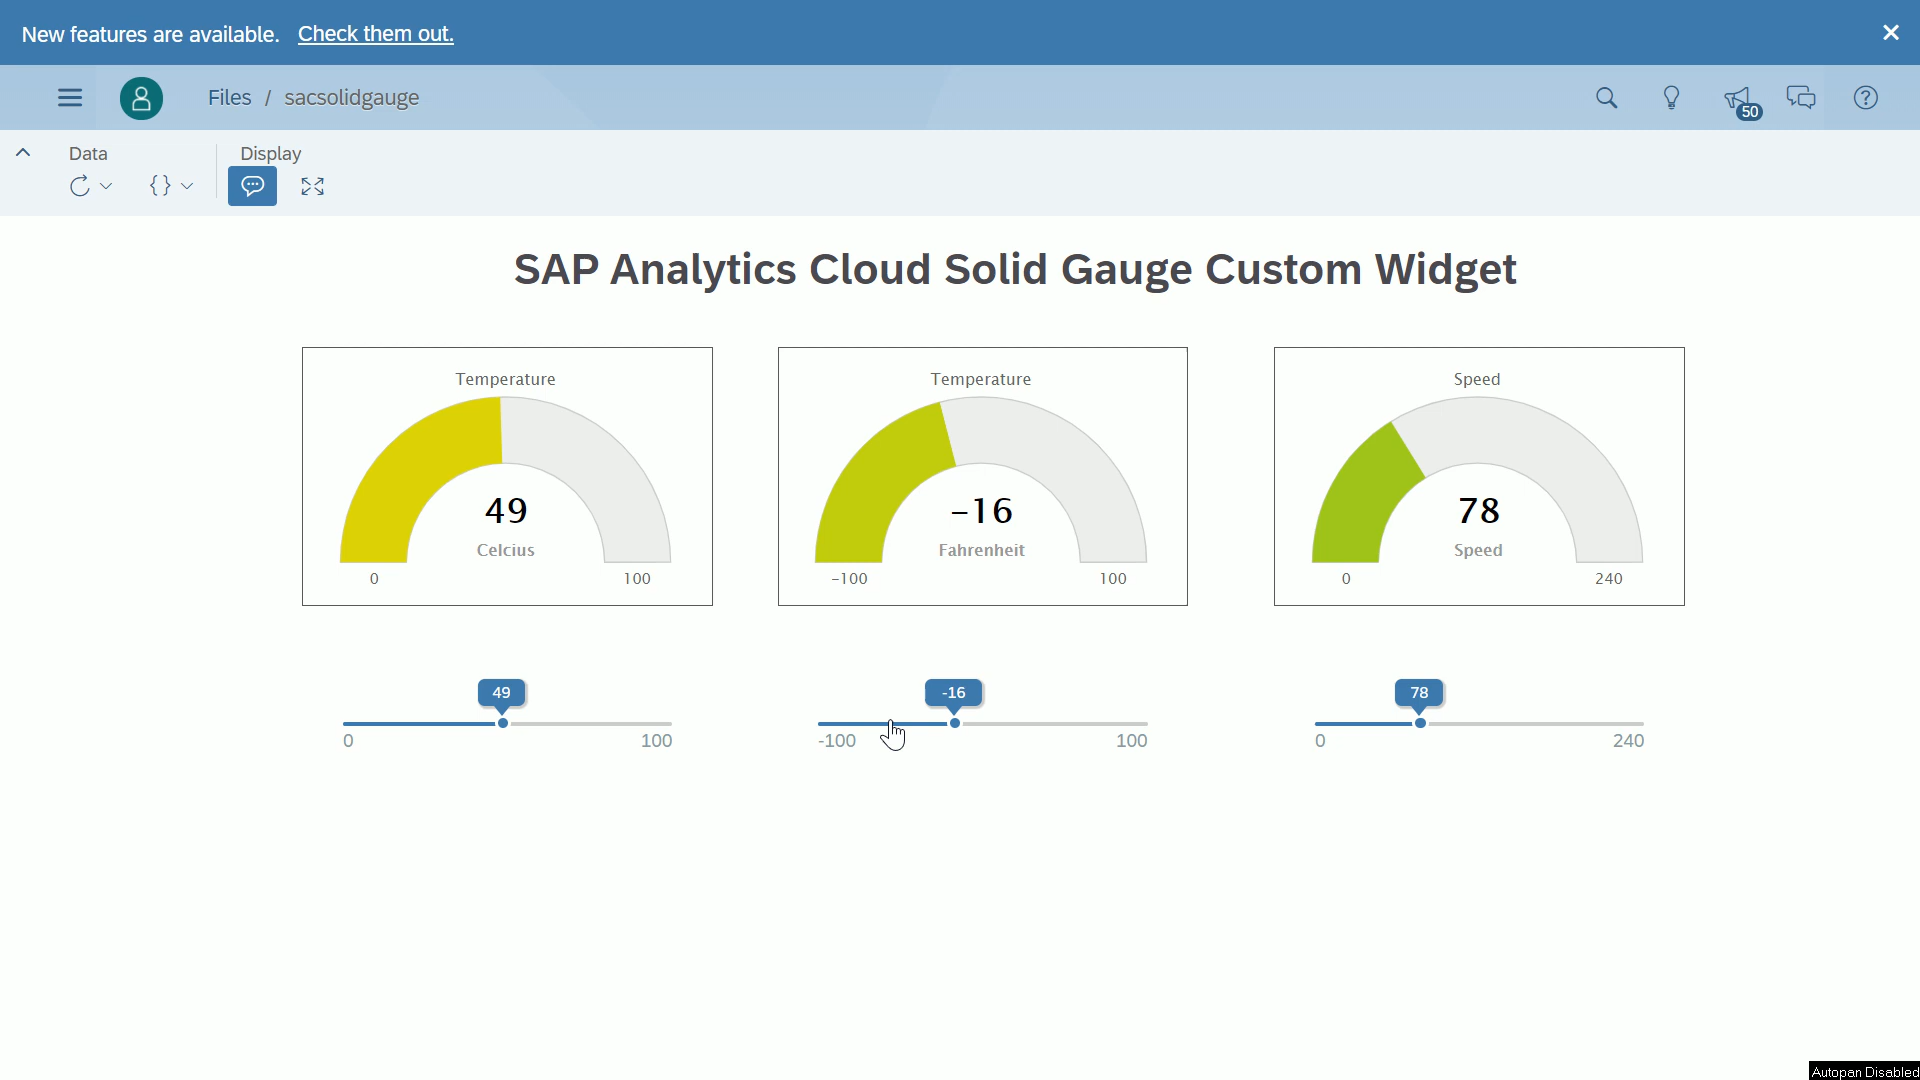 New features are available. Check them out.
Files / sacsolidgauge
50
Data
Display
SAP Analytics Cloud Solid Gauge Custom Widget
Temperature
49
Celcius
0
100
Temperature
-16
Fahrenheit
-100
100
Speed
78
Speed
0
240
49
0
100
-16
-100
100
78
0
240
Autopan Disabled